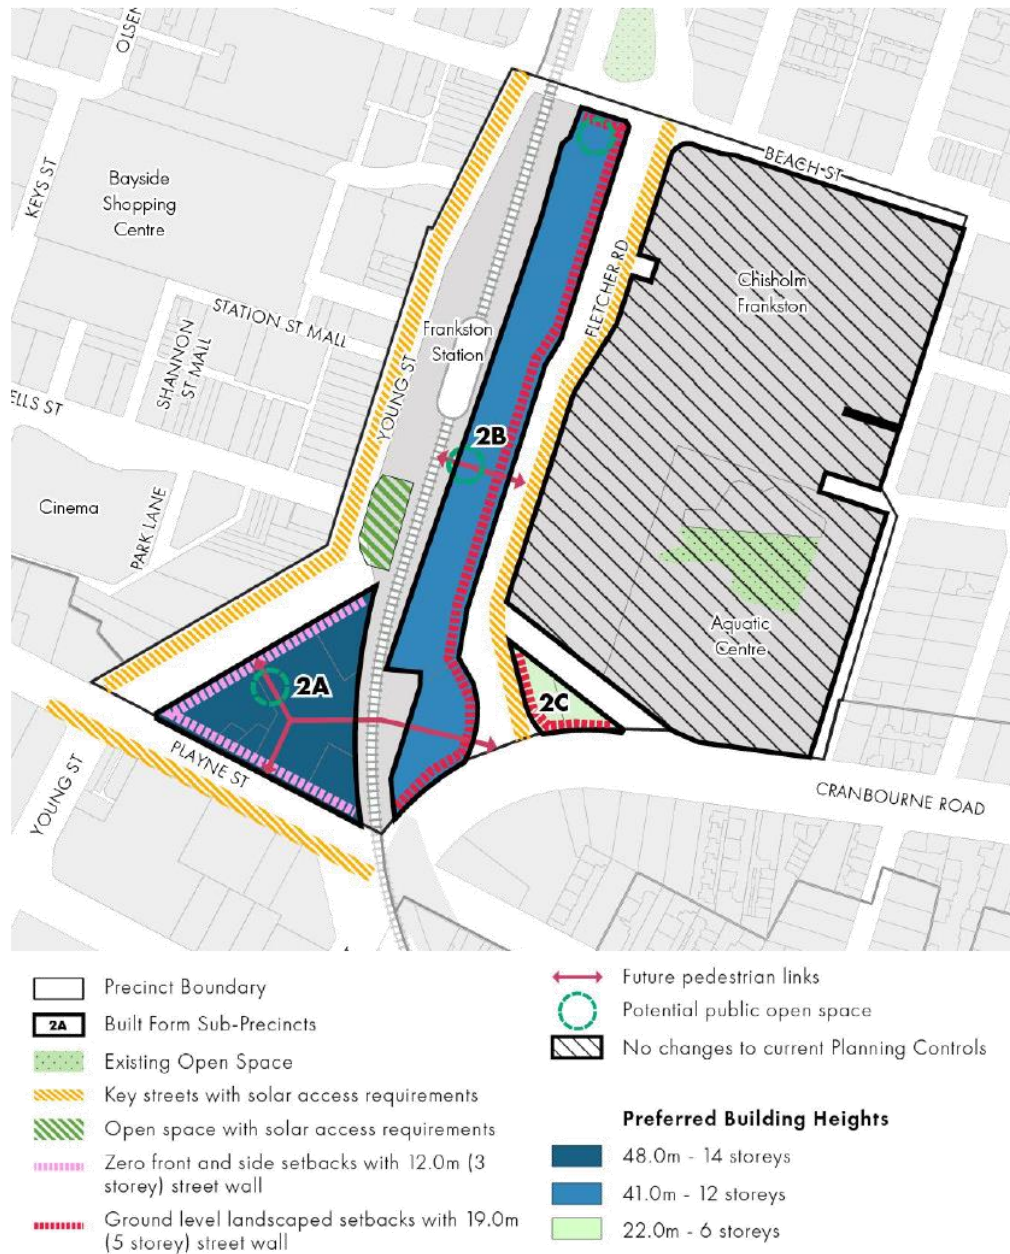 OLSEN
KEYS ST
Bayside
Shopping
Centre
BEACH ST
STATION ST MALL
SHANNON
ST MALL
Frankston
Station
YOUNG ST
FLETCHER RD
Chisholm
Frankston
ELLS ST
Cinema
PARK LANE
2B
Aquatic
Centre
2A
2C
PLAYNE ST
YOUNG ST
CRANBOURNE ROAD
Precinct Boundary
2A Built Form Sub-Precincts
Existing Open Space
Key streets with solar access requirements
Open space with solar access requirements
Zero front and side setbacks with 12.0m (3
storey) street wall
Ground level landscaped setbacks with 19.0m
(5 storey) street wall
Future pedestrian links
Potential public open space
No changes to current Planning Controls
Preferred Building Heights
48.0m - 14 storeys
41.0m - 12 storeys
22.0m - 6 storeys